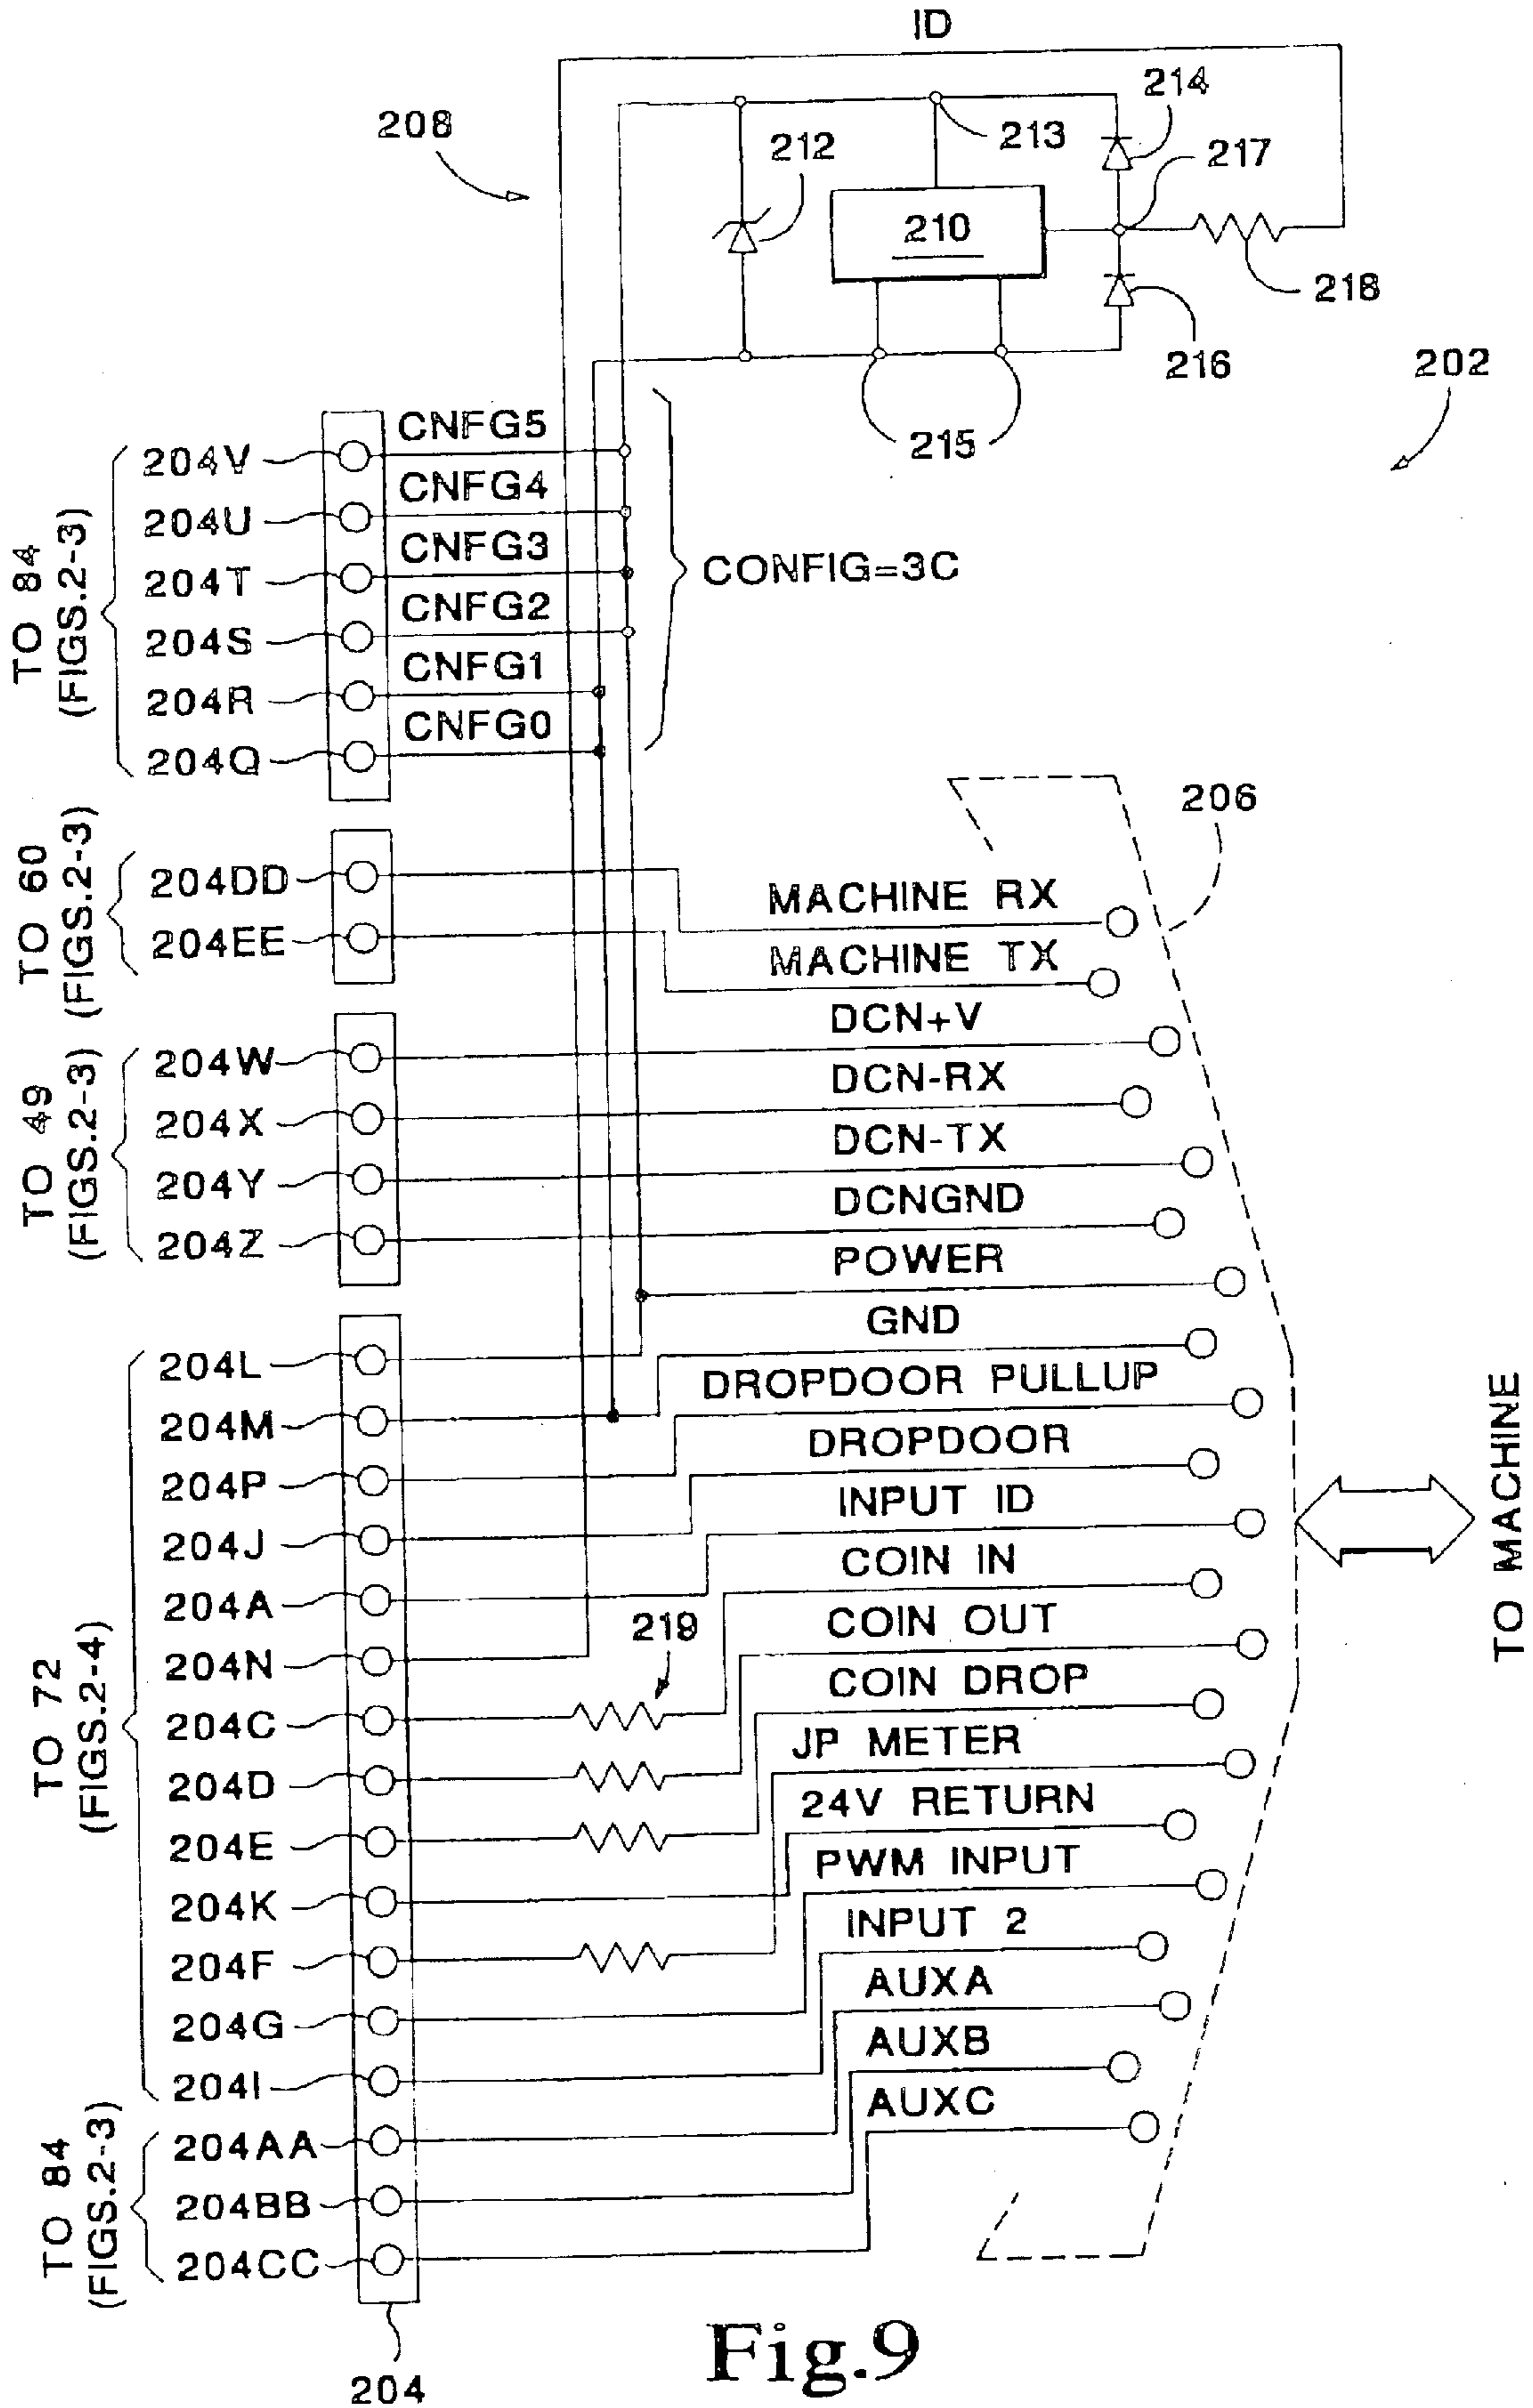 ID
208
212
213
214
217
210
218
216
202
215
TO 84
(FIGS.2-3)
204V
CNFG5
204U
CNFG4
204T
CNFG3
204S
CNFG2
204R
CNFG1
204Q
CNFG0
CONFIG=3C
206
TO 60
(FIGS.2-3)
204DD
MACHINE RX
204EE
MACHINE TX
TO 49
(FIGS.2-3)
204W
DCN+V
204X
DCN-RX
204Y
DCN-TX
204Z
DCNGND
POWER
GND
TO 72
(FIGS.2-4)
204L
204M
DROPDOOR PULLUP
204P
DROPDOOR
204J
INPUT ID
204A
COIN IN
204N
219
COIN OUT
204C
COIN DROP
204D
JP METER
204E
24V RETURN
204K
PWM INPUT
204F
INPUT 2
204G
AUXA
204I
AUXB
TO 84
(FIGS.2-3)
204AA
AUXC
204BB
204CC
TO MACHINE
204
Fig.9